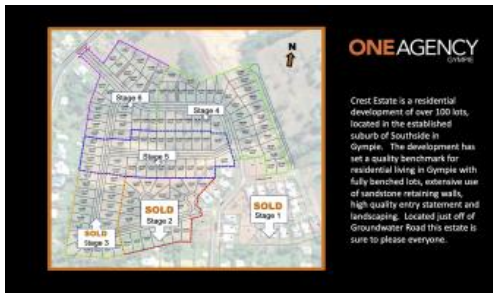 N
ONEAGENCY
GYMPIE
Stage 6
Stage 4
Stage 5
SOLD
Stage 2
SOLD
Stage 1
SOLD
Stage 3
Crest Estate is a residential
development of over 100 lots,
located in the established
suburb of Southside in
Gympie. The development has
set a quality benchmark for
residential living in Gympie with
fully benched lots, extensive use
of sandstone retaining walls,
high quality entry statement and
landscaping. Located just off of
Groundwater Road this estate is
sure to please everyone.